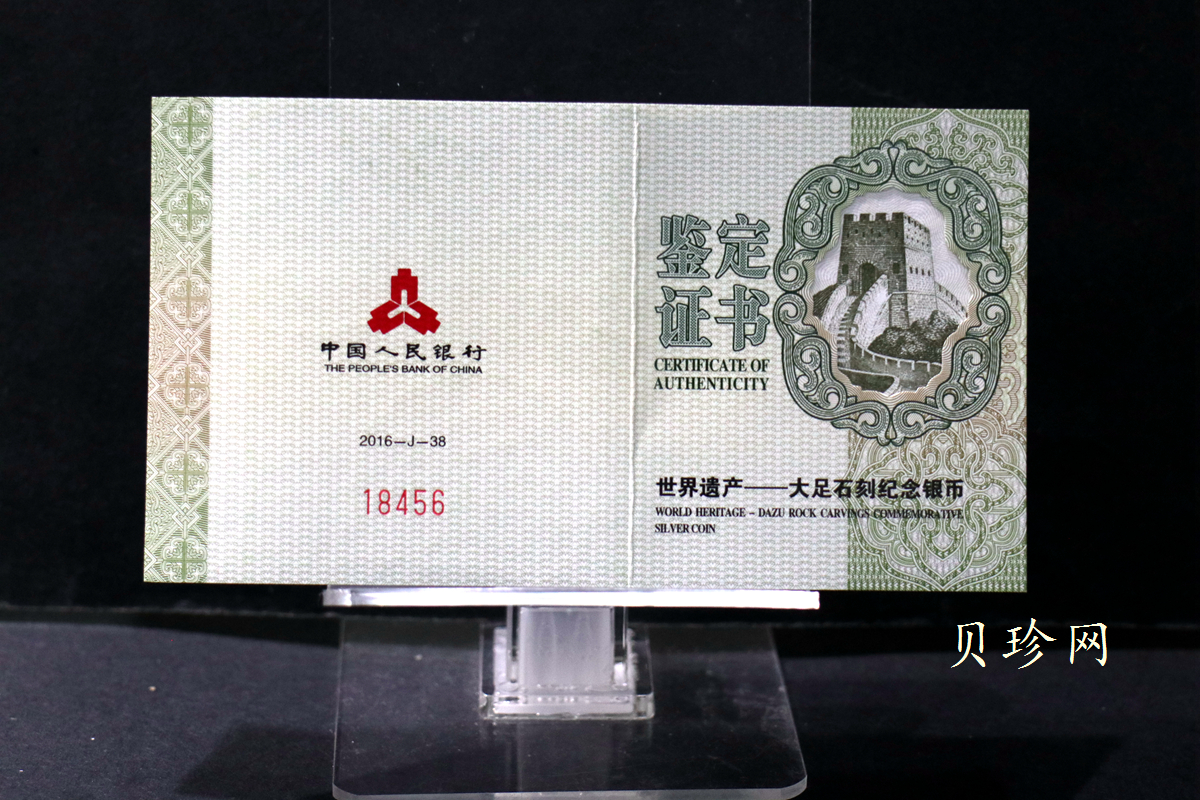 中国人民银行
THE PEOPLE'S BANK OF CHINA
2016—J—38
18456
鉴定
证书
CERTIFICATE OF
AUTHENTICITY
世界遗产——大足石刻纪念银币
WORLD HERITAGE – DAZU ROCK CARVINGS COMMEMORATIVE
SILVER COIN
贝珍网